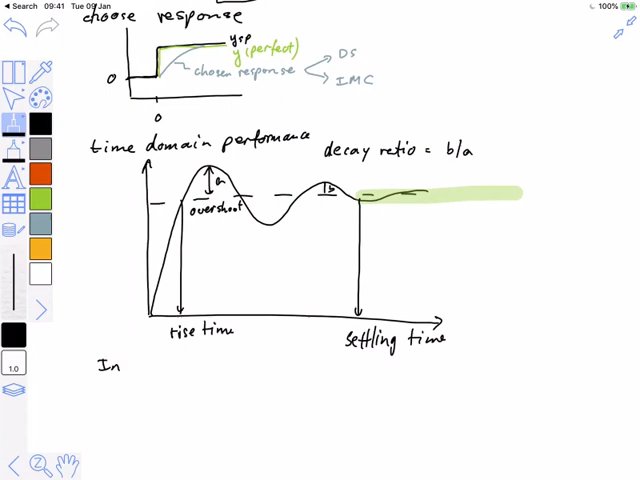 Search 09:41 Tue 09 Jan
100%
choose response
ysp
y (perfect)
DS
chosen response
IMC
0
0
time domain performance
decay ratio = b/a
a
b
overshoot
rise time
settling time
In
1.0